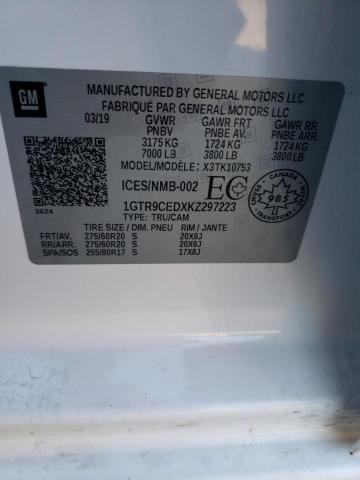 GM
MANUFACTURED BY GENERAL MOTORS LLC
FABRIQUÉ PAR GENERAL MOTORS LLC
03/19 GVWR GAWR FRT GAWR RR
PNBV PNBE AV. PNBE ARR.
3175 KG 1724 KG 1724 KG
7000 LB 3800 LB 3800 LB
MODEL/MODÈLE: X3TK10753
ICES/NMB-002 EC
985
8624
1GTR9CEDXKZ297223
TYPE: TRU/CAM
TIRE SIZE / DIM. PNEU RIM / JANTE
FRT/AV. 275/60R20 S 20X9J
RR/ARR. 275/60R20 S 20X9J
SPA/SOS 255/80R17 S 17X8J